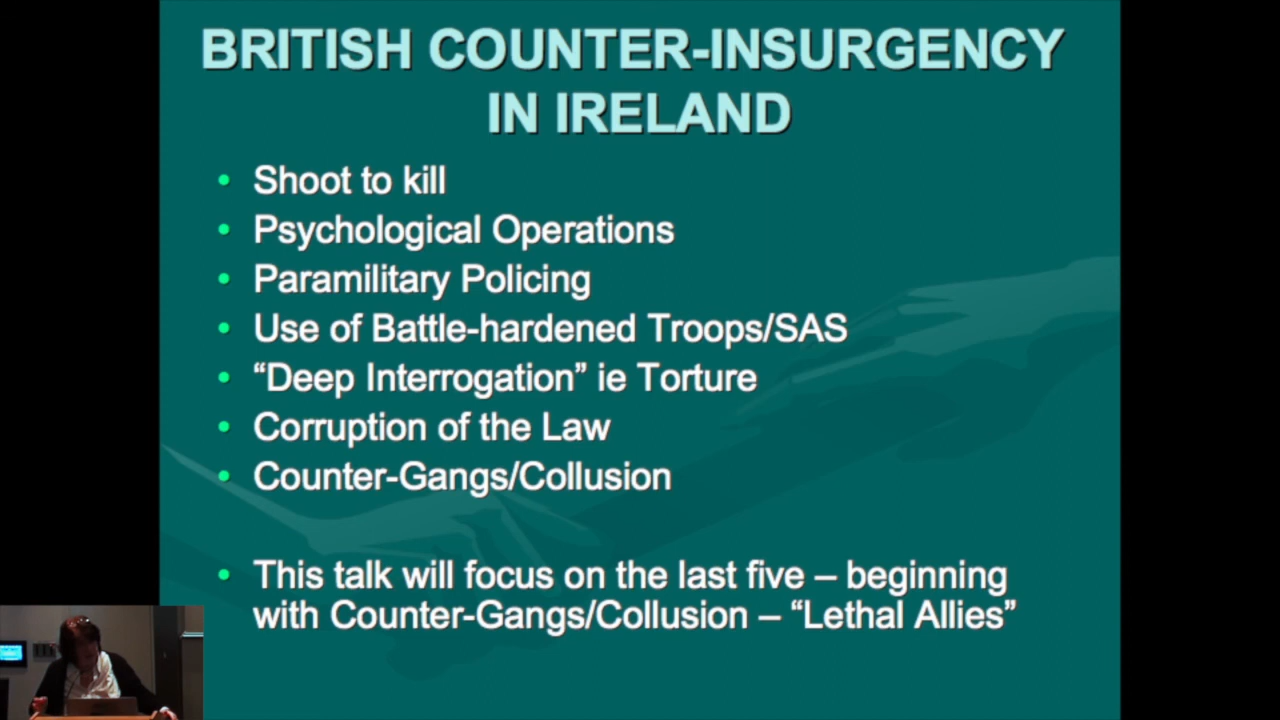 BRITISH COUNTER-INSURGENCY
IN IRELAND
• Shoot to kill
• Psychological Operations
• Paramilitary Policing
• Use of Battle-hardened Troops/SAS
• “Deep Interrogation” ie Torture
• Corruption of the Law
• Counter-Gangs/Collusion
• This talk will focus on the last five – beginning
with Counter-Gangs/Collusion – “Lethal Allies”